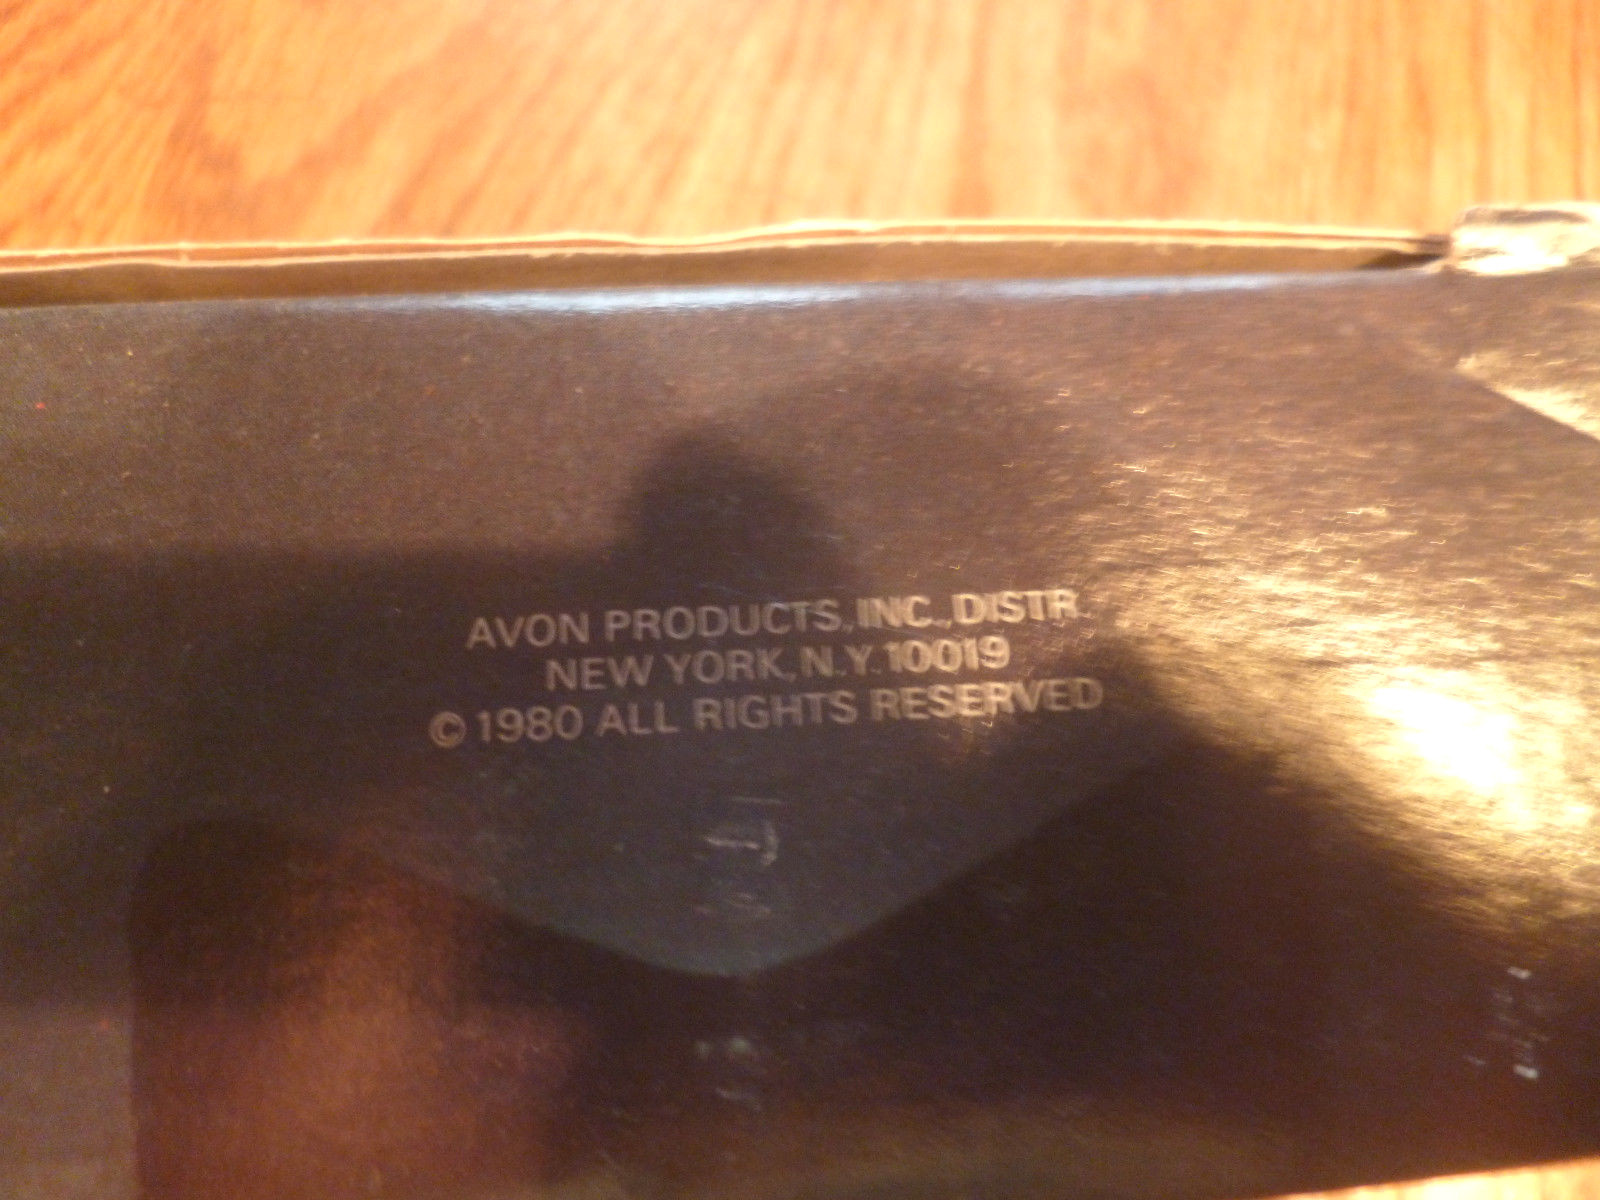 AVON PRODUCTS, INC., DISTR.
NEW YORK, N.Y. 10019
© 1980 ALL RIGHTS RESERVED